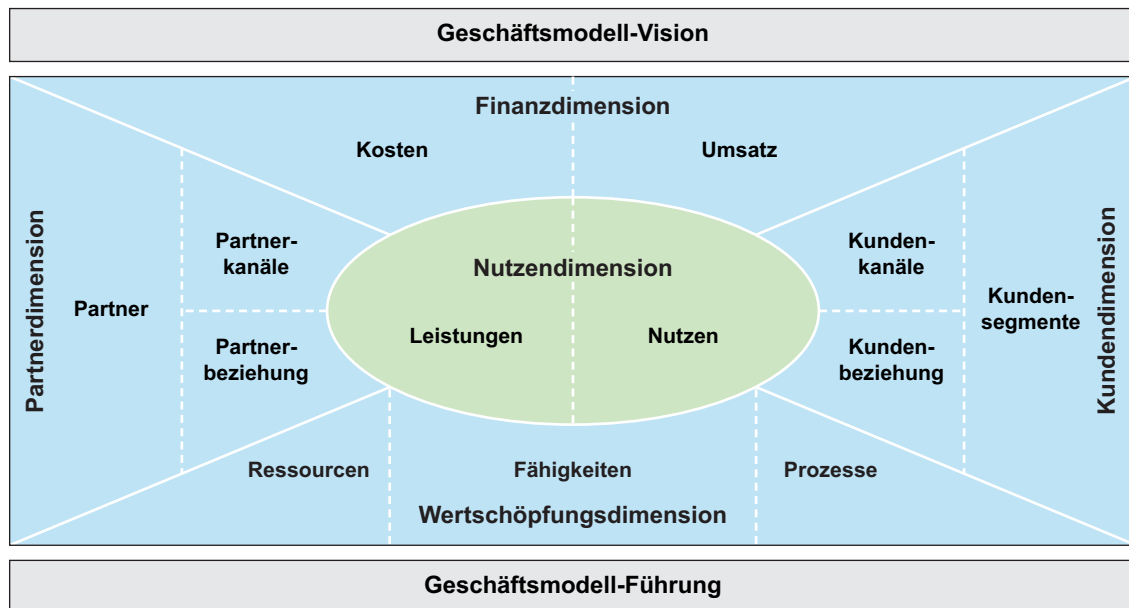 Geschäftsmodell-Vision
Finanzdimension
Kosten
Umsatz
Partnerdimension
Partner
Partner-
kanäle
Partner-
beziehung
Nutzendimension
Leistungen
Nutzen
Kunden-
kanäle
Kunden-
beziehung
Kunden-
segmente
Kundendimension
Ressourcen
Fähigkeiten
Prozesse
Wertschöpfungsdimension
Geschäftsmodell-Führung